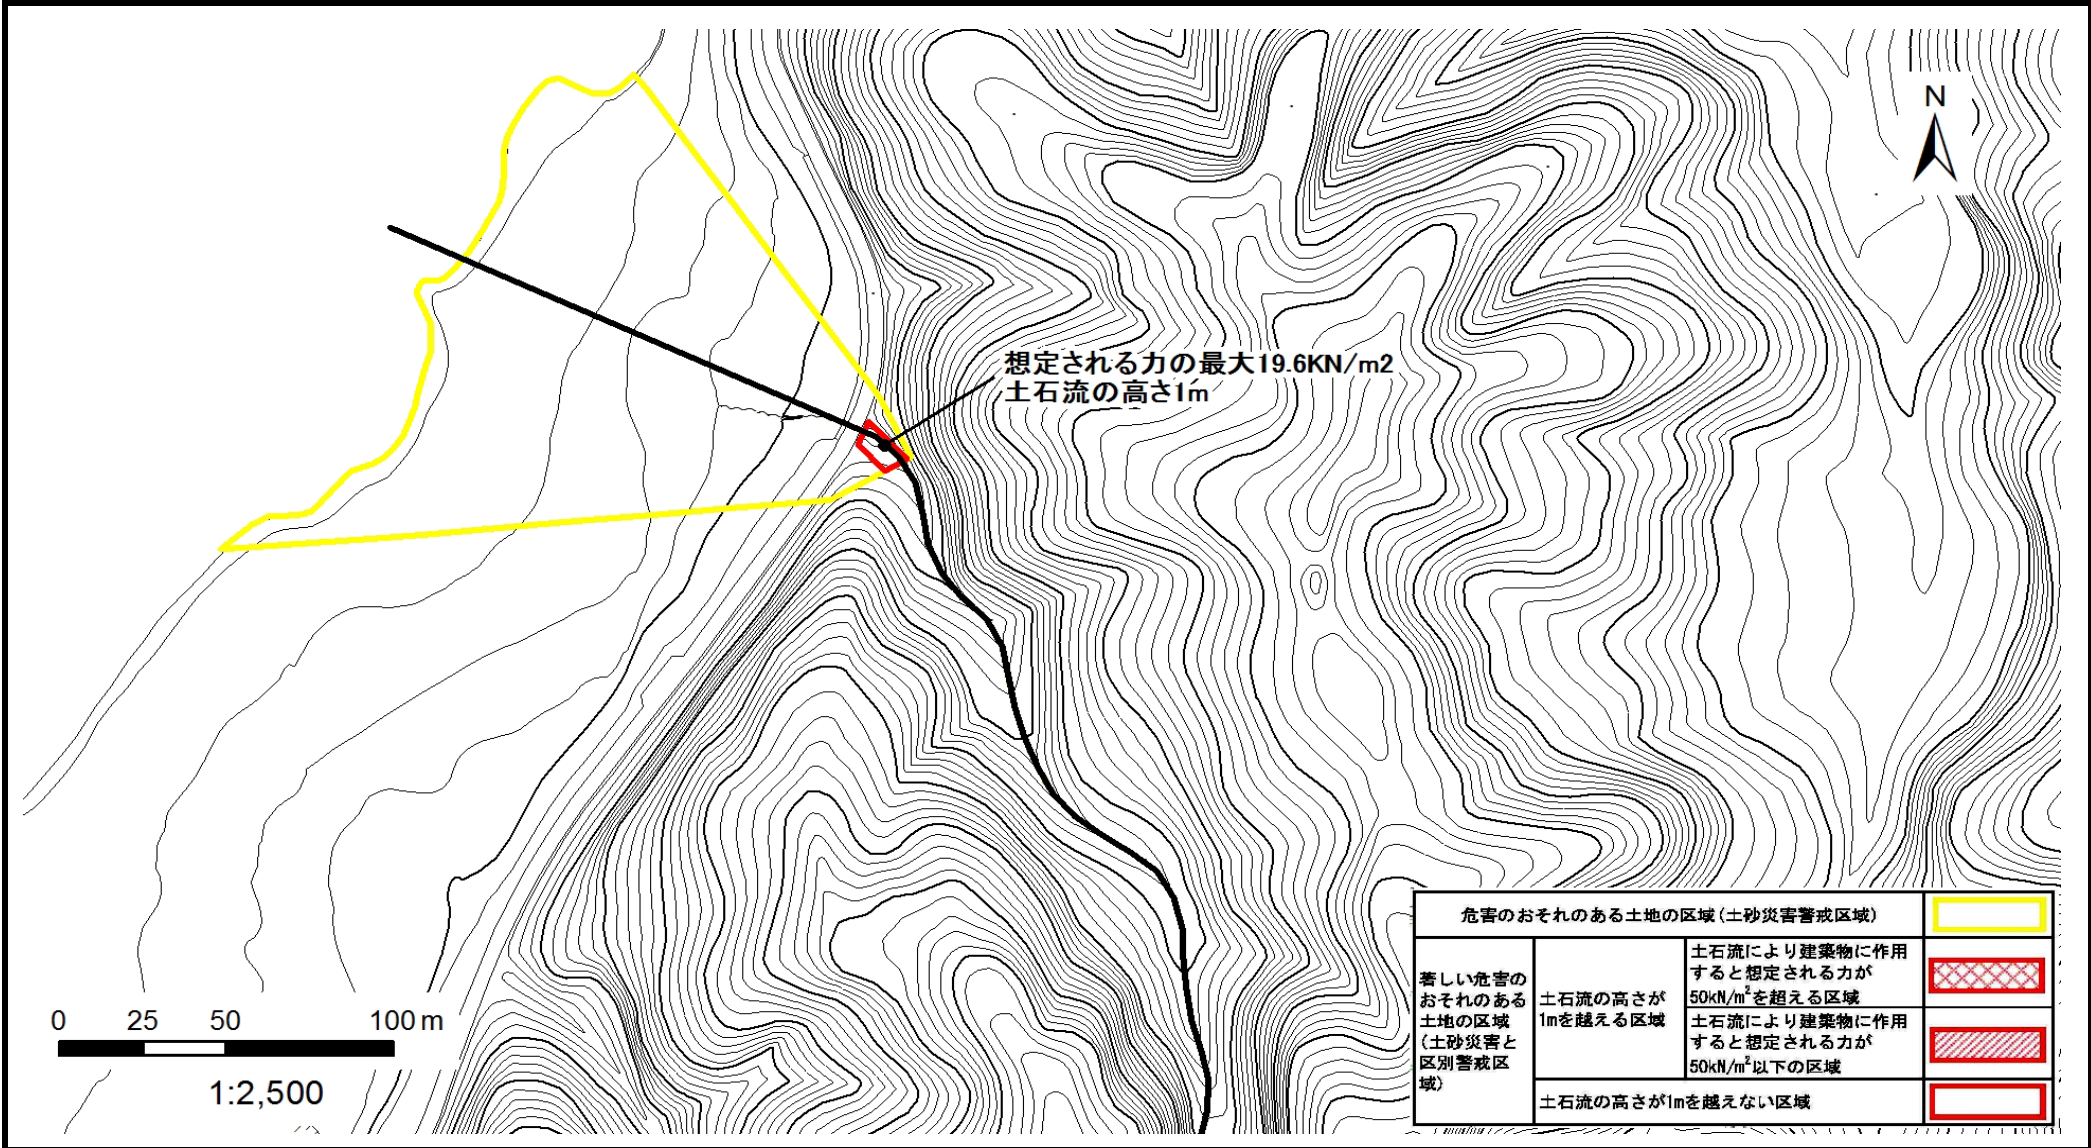 N
想定される力の最大19.6KN/m2
土石流の高さ1m
危害のおそれのある土地の区域(土砂災害警戒区域)
著しい危害の
おそれのある
土地の区域
(土砂災害と
区別警戒区
域)
土石流の高さが
1mを越える区域
土石流により建築物に作用
すると想定される力が
50kN/m²を超える区域
土石流により建築物に作用
すると想定される力が
50kN/m²以下の区域
土石流の高さが1mを越えない区域
0 25 50 100 m
1:2,500